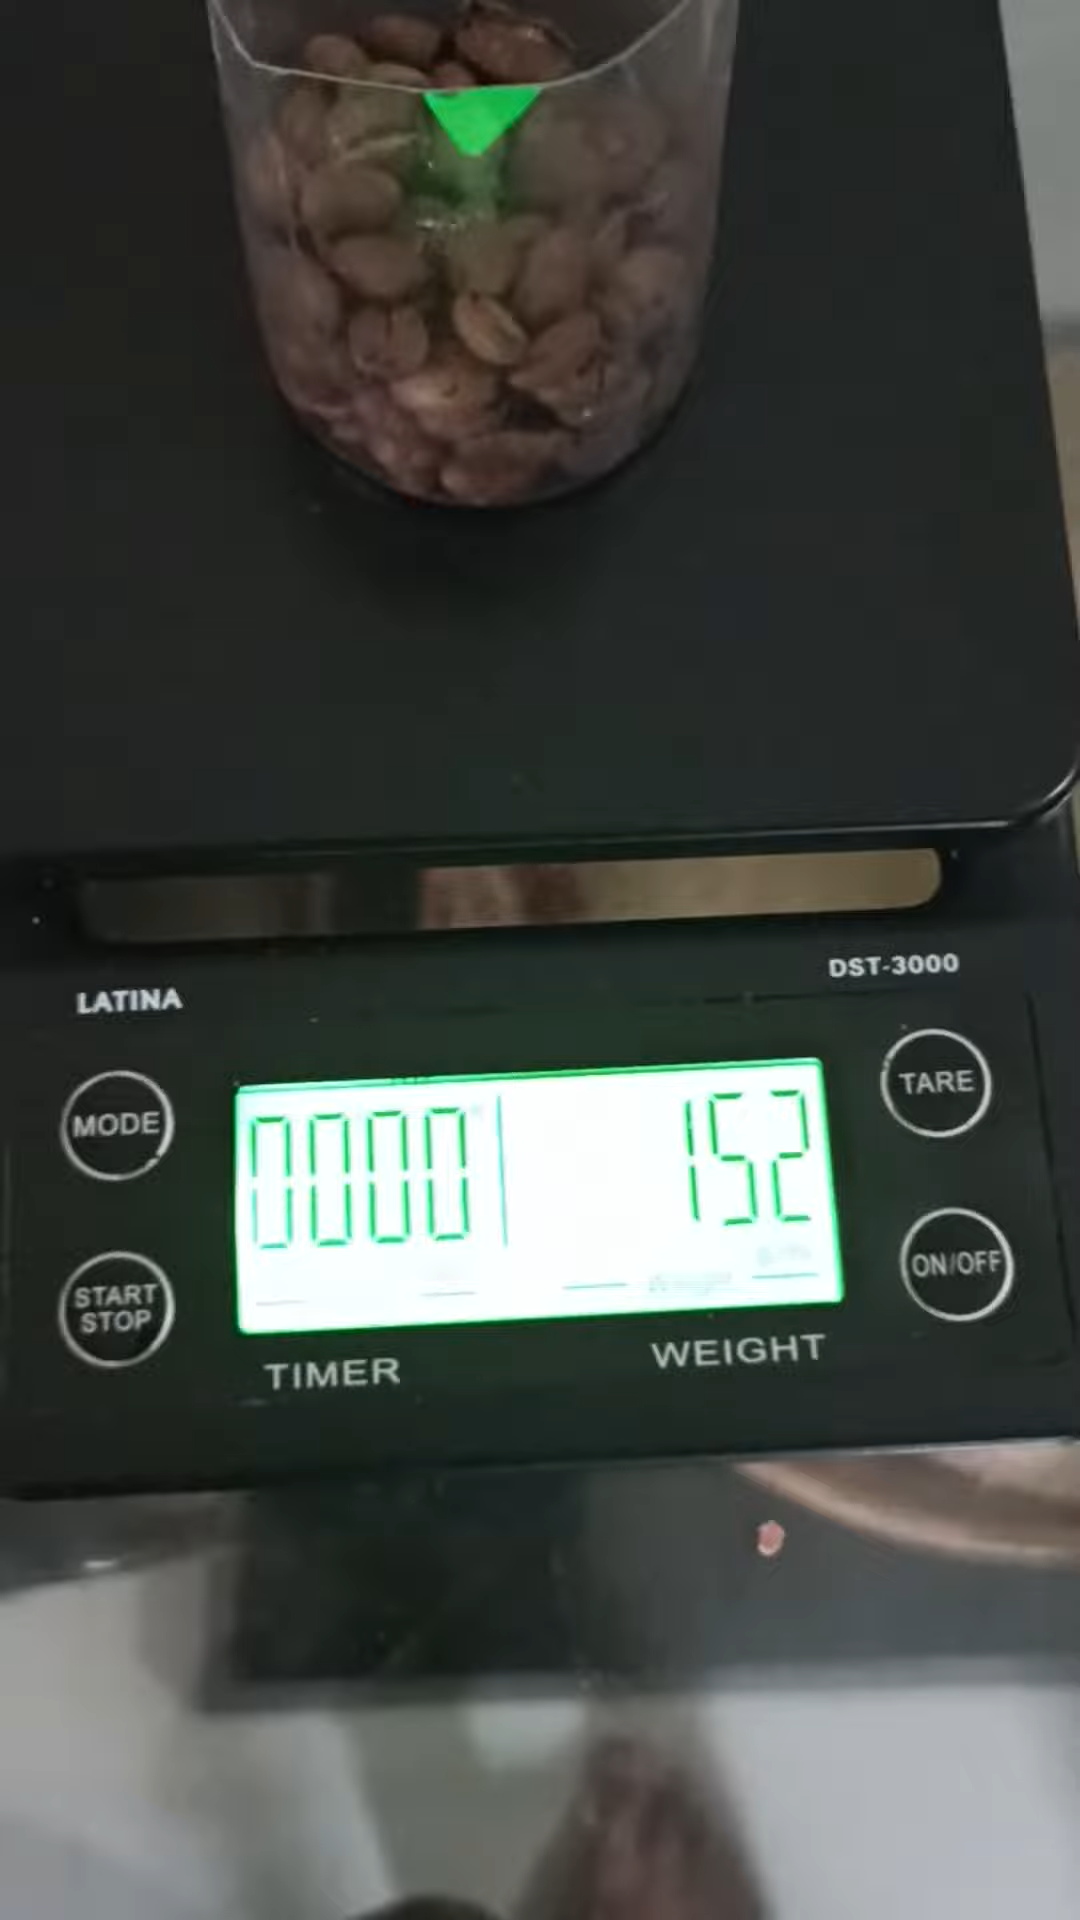 LATINA
DST-3000
MODE
TARE
0000
152
START
STOP
ON/OFF
TIMER
WEIGHT